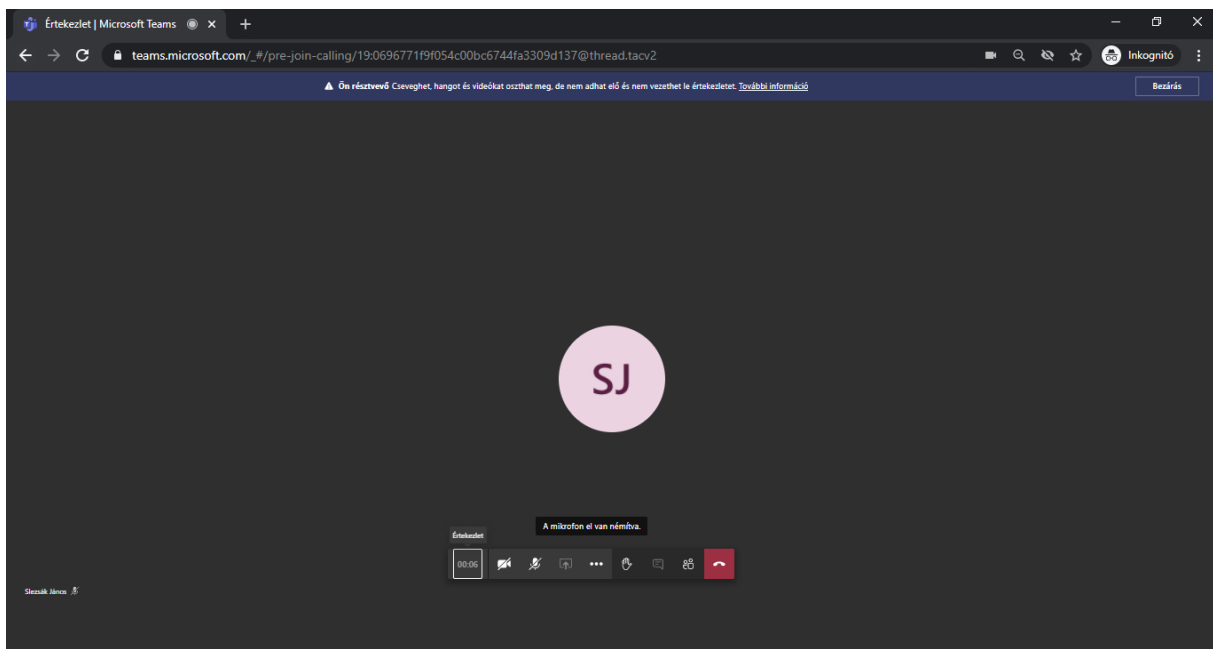 Értekezlet | Microsoft Teams
teams.microsoft.com/_#/pre-join-calling/19:0696771f9f054c00bc6744fa3309d137@thread.tacv2
Inkognitó
Ön résztvevő Cseveghet, hangot és videókat oszthat meg, de nem adhat elő és nem vezethet le értekezletet. További információ
Bezárás
SJ
A mikrofon el van némítva.
Értekezlet
00:06
Slezsák János